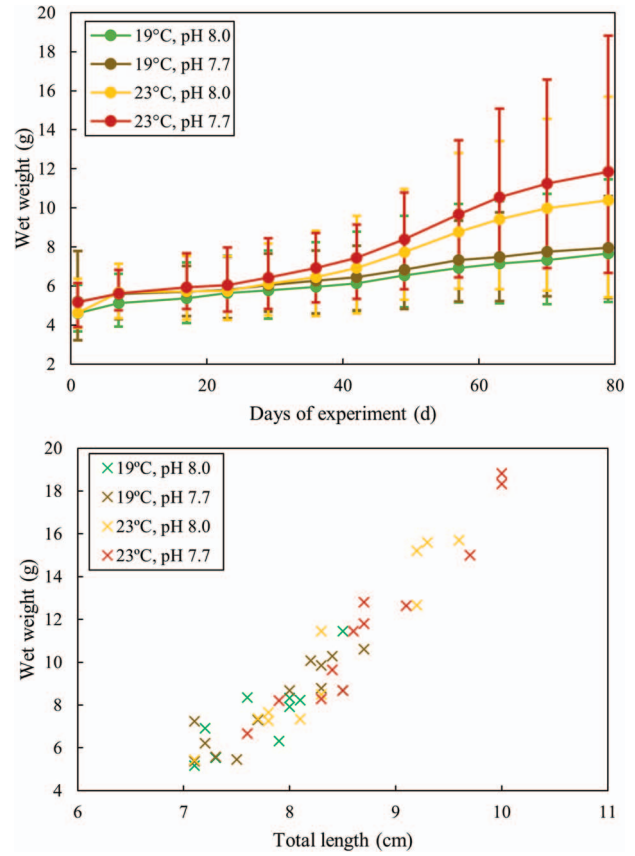 20
18
16
14
12
10
8
6
4
2
Wet weight (g)
19°C, pH 8.0
19°C, pH 7.7
23°C, pH 8.0
23°C, pH 7.7
0 20 40 60 80
Days of experiment (d)
20
18
16
14
12
10
8
6
4
Wet weight (g)
19ºC, pH 8.0
19ºC, pH 7.7
23ºC, pH 8.0
23ºC, pH 7.7
6 7 8 9 10 11
Total length (cm)